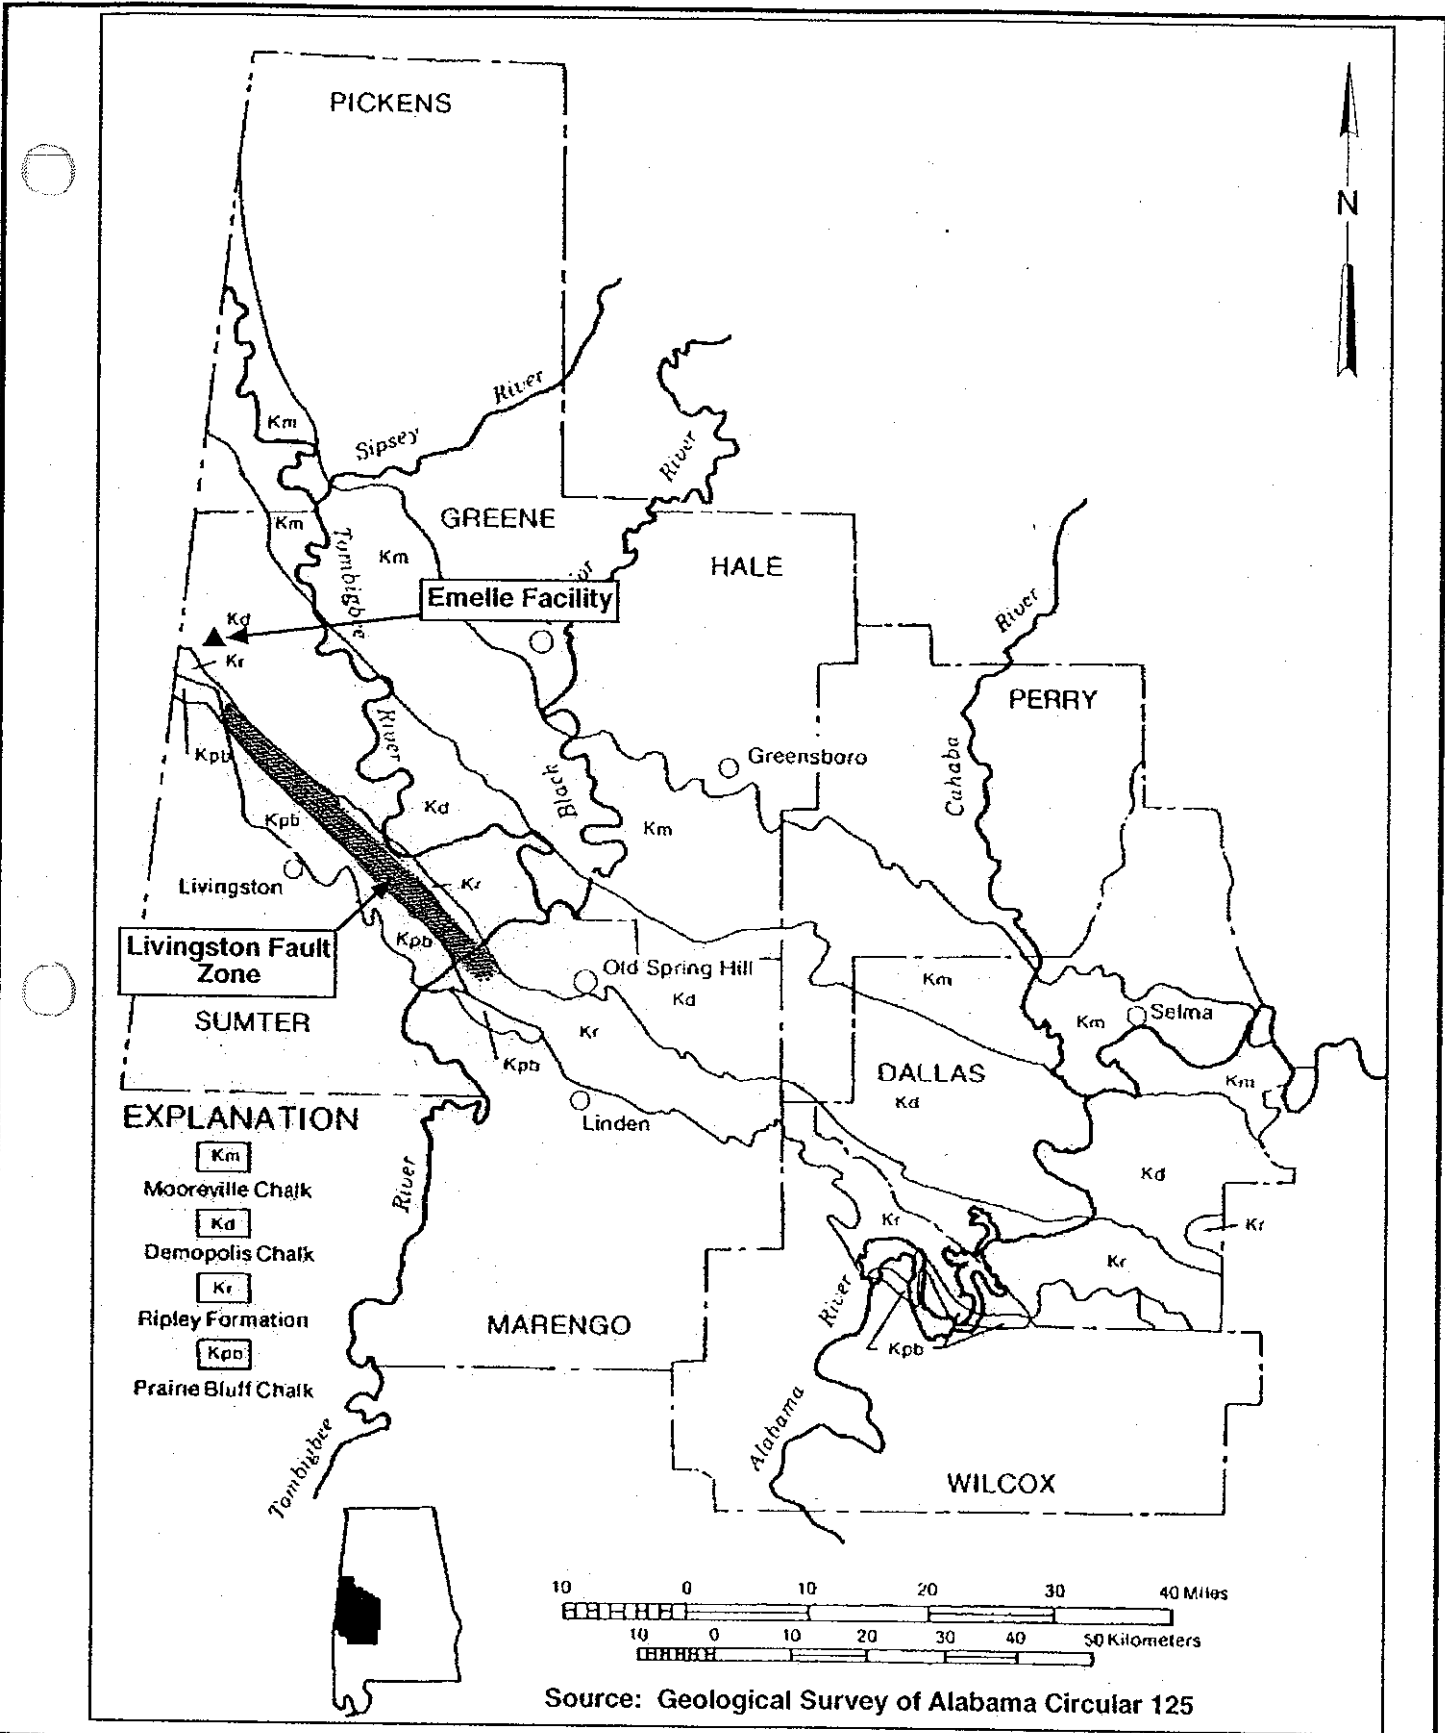 PICKENS
N
River
Km
Sipsey
River
GREENE
Km
Tombigbee
Km
HALE
Emelle Facility
Kd
River
Kr
PERRY
River
Greensboro
Cahaba
Kpb
Black
Kd
Km
Kpb
Livingston
Kr
Livingston Fault
Zone
Kpb
Old Spring Hill
Km
Kd
Selma
SUMTER
Km
Kr
Kpb
DALLAS
Km
Kd
EXPLANATION
Linden
Km
Mooreville Chalk
River
Kd
Kd
Demopolis Chalk
Kr
Kr
Kr
Kr
Ripley Formation
River
MARENGO
Kpb
Kpb
Prairie Bluff Chalk
Alabama
Tombigbee
WILCOX
10 0 10 20 30 40 Miles
10 0 10 20 30 40 50 Kilometers
Source: Geological Survey of Alabama Circular 125